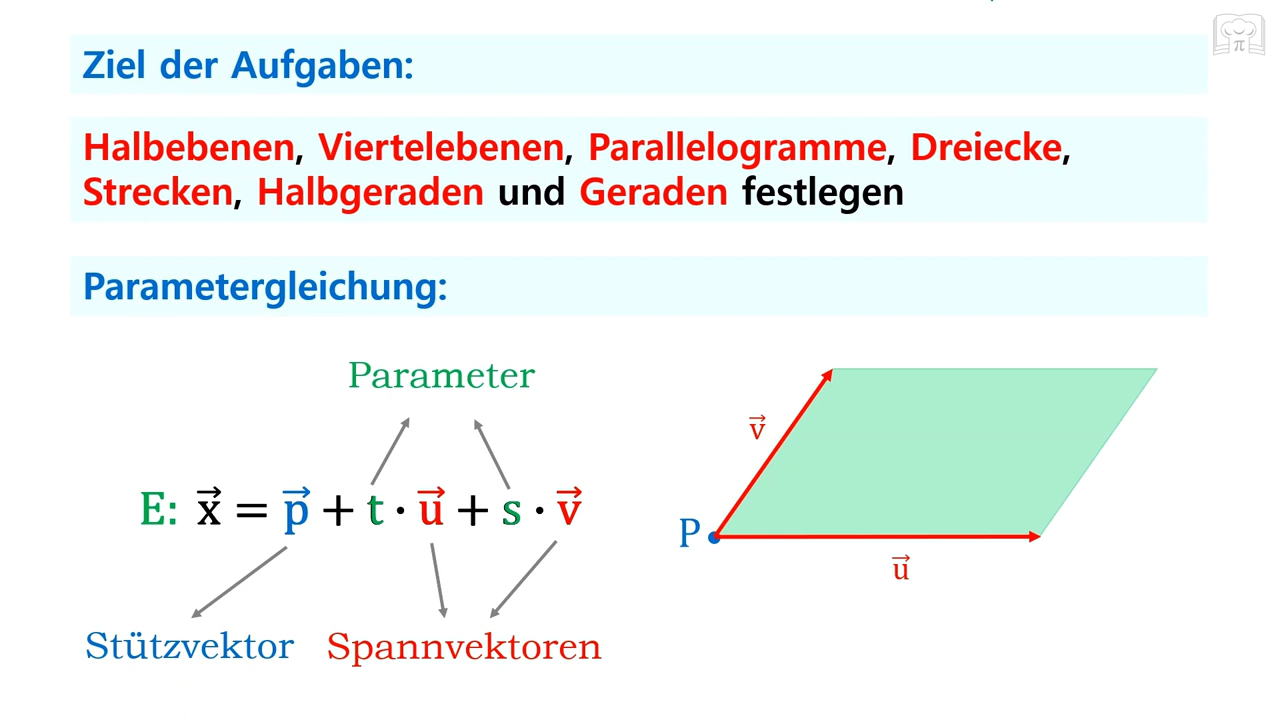 Ziel der Aufgaben:
Halbebenen, Viertelebenen, Parallelogramme, Dreiecke,
Strecken, Halbgeraden und Geraden festlegen
Parametergleichung:
Parameter
E: x⃗ = p⃗ + t · u⃗ + s · v⃗
Stützvektor
Spannvektoren
v⃗
P
u⃗
π